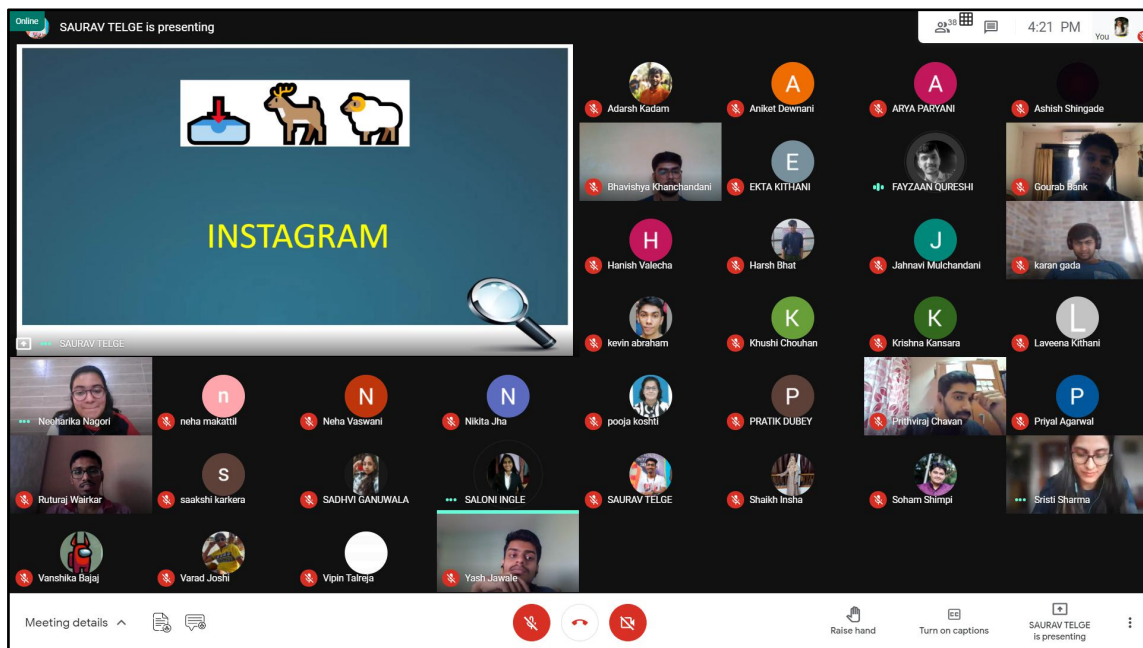 Online
SAURAV TELGE is presenting
38
4:21 PM
You
INSTAGRAM
SAURAV TELGE
Adarsh Kadam
A
Aniket Dewnani
A
ARYA PARYANI
Ashish Shingade
Bhavishya Khanchandani
E
EKTA KITHANI
FAYZAAN QURESHI
Gourab Bank
H
Hanish Valecha
Harsh Bhat
J
Jahnavi Mulchandani
karan gada
kevin abraham
K
Khushi Chouhan
K
Krishna Kansara
L
Laveena Kithani
Neeharika Nagori
n
neha makattil
N
Neha Vaswani
N
Nikita Jha
pooja koshti
P
PRATIK DUBEY
Prithviraj Chavan
P
Priyal Agarwal
Ruturaj Wairkar
s
saakshi karkera
SADHVI GANUWALA
SALONI INGLE
SAURAV TELGE
Shaikh Insha
Soham Shimpi
Sristi Sharma
Vanshika Bajaj
Varad Joshi
Vipin Talreja
Yash Jawale
Meeting details
Raise hand
CC
Turn on captions
SAURAV TELGE
is presenting